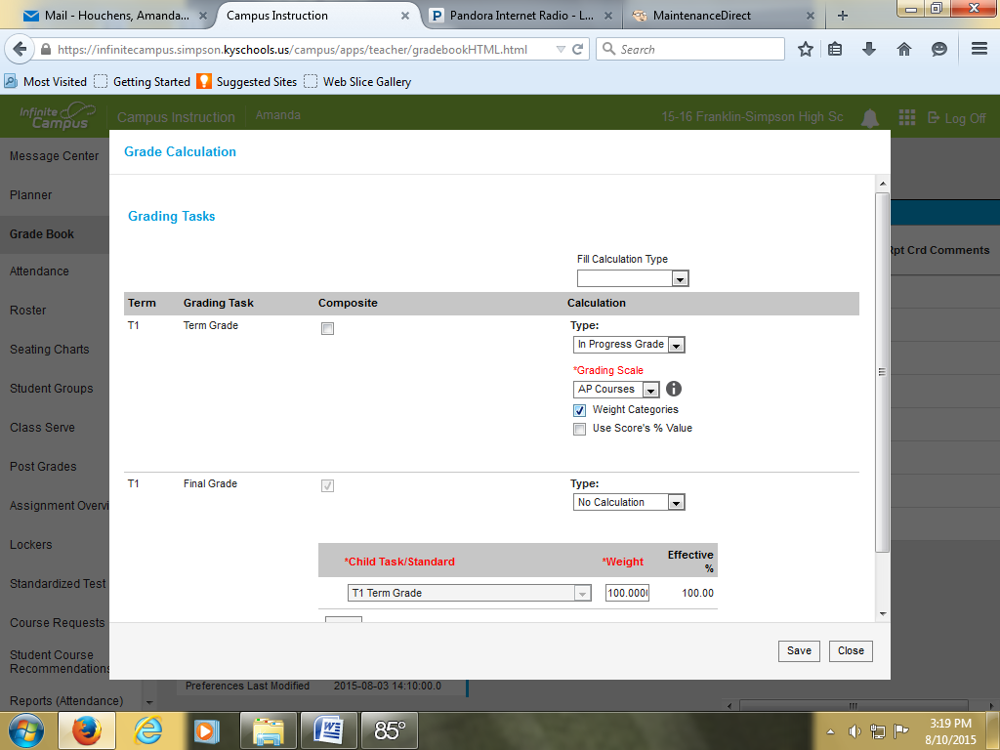 Mail - Houchens, Amanda...
Campus Instruction
Pandora Internet Radio - L...
MaintenanceDirect
https://infinitecampus.simpson.kyschools.us/campus/apps/teacher/gradebookHTML.html
Search
Most Visited
Getting Started
Suggested Sites
Web Slice Gallery
Infinite Campus
Campus Instruction
Amanda
15-16 Franklin-Simpson High Sc
Log Off
Message Center
Planner
Grade Book
Attendance
Roster
Seating Charts
Student Groups
Class Serve
Post Grades
Assignment Overvi
Lockers
Standardized Test
Course Requests
Student Course
Recommendations
Reports (Attendance)
Rpt Crd Comments
Grade Calculation
Grading Tasks
Fill Calculation Type
Term Grading Task Composite Calculation
T1 Term Grade
Type:
In Progress Grade
*Grading Scale
AP Courses
Weight Categories
Use Score's % Value
T1 Final Grade
Type:
No Calculation
*Child Task/Standard *Weight Effective %
T1 Term Grade 100.000 100.00
Save Close
Preferences Last Modified 2015-08-03 14:10:00.0
85°
3:19 PM
8/10/2015